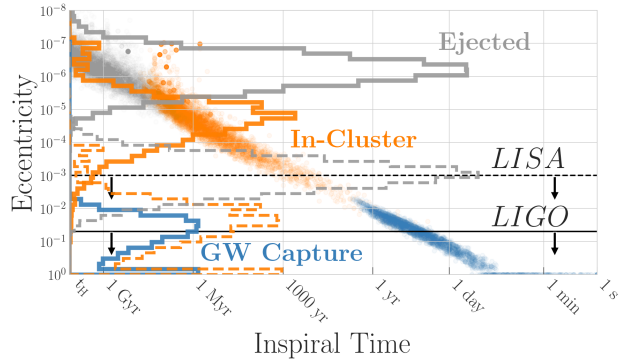 10⁻⁸
10⁻⁷
10⁻⁶
10⁻⁵
10⁻⁴
10⁻³
10⁻²
10⁻¹
10⁰
Eccentricity
Ejected
In-Cluster
LISA
LIGO
GW Capture
t_H
1 Gyr
1 Myr
1000 yr
1 yr
1 day
1 min
1 s
Inspiral Time